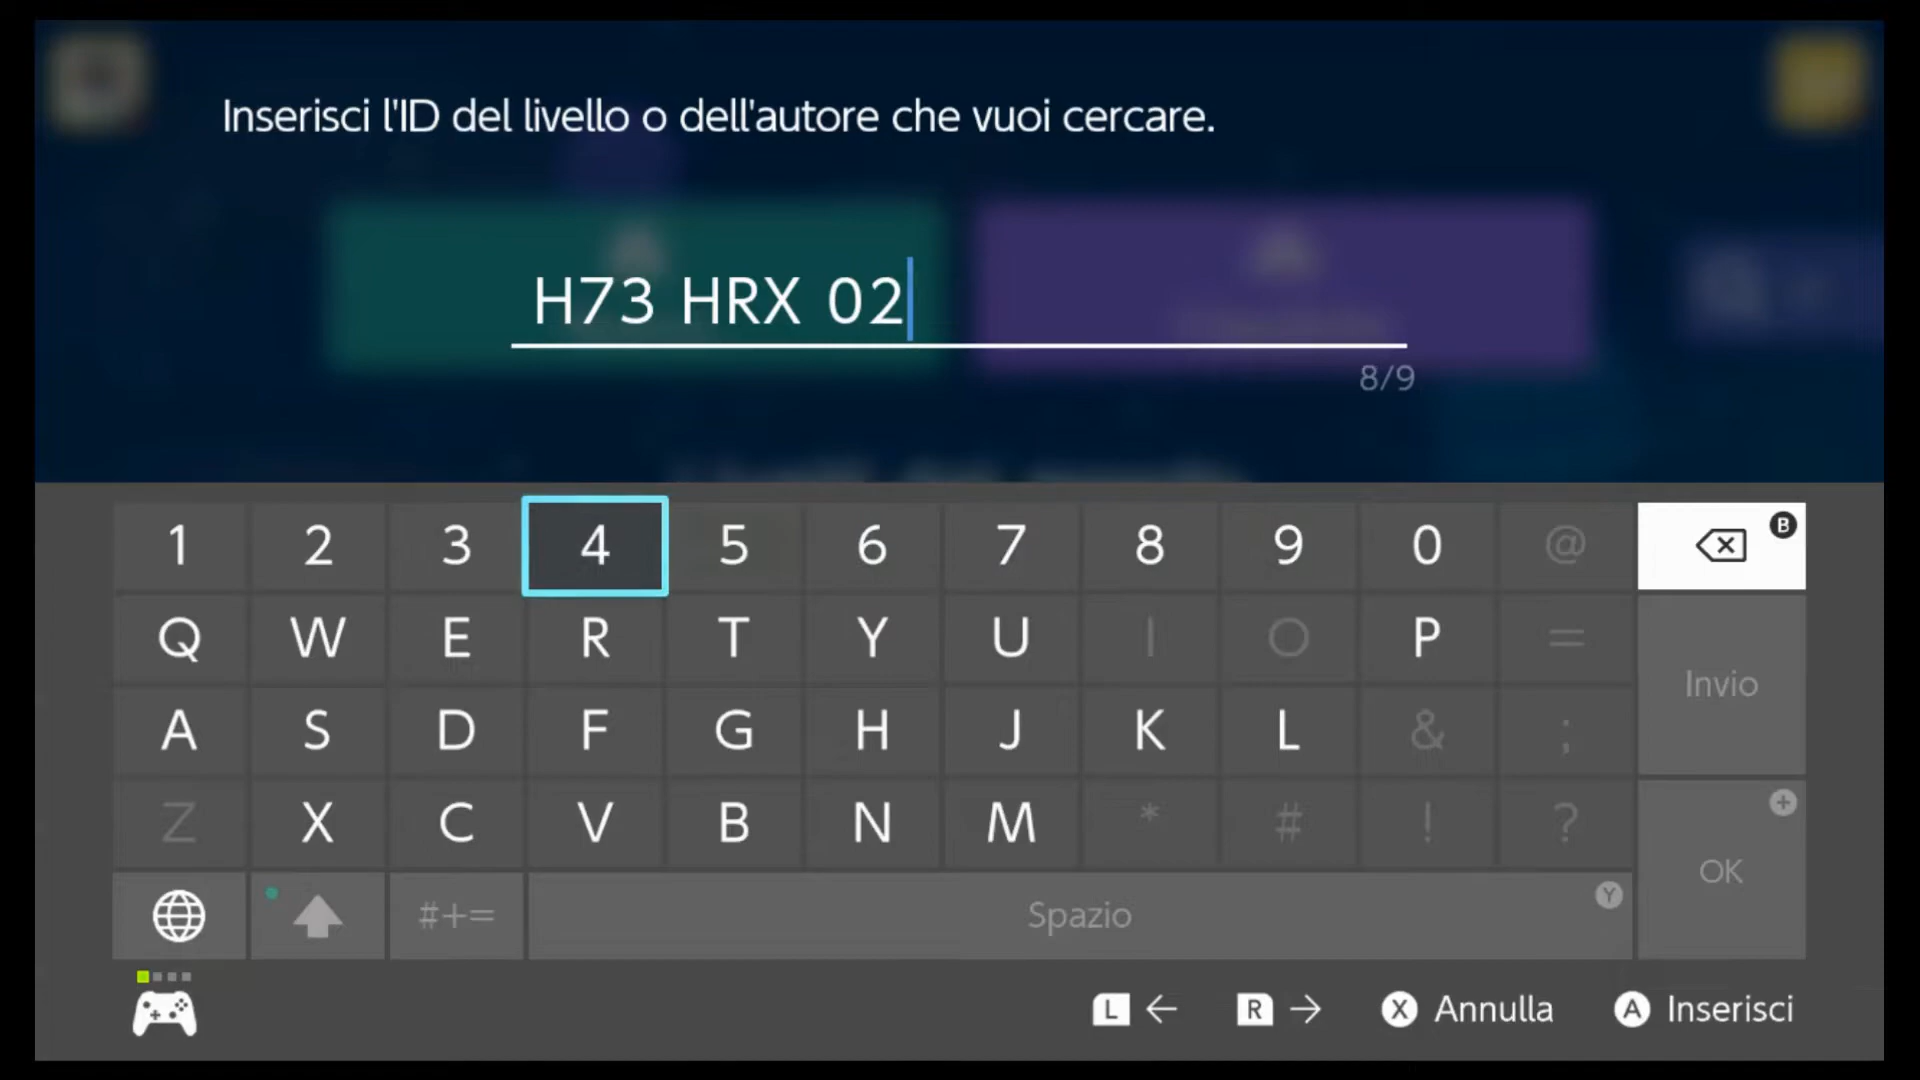 Inserisci l'ID del livello o dell'autore che vuoi cercare.
H73 HRX 02
8/9
1 2 3 4 5 6 7 8 9 0 @ B
Q W E R T Y U I O P = Invio
A S D F G H J K L & ;
Z X C V B N M * # ! ? + OK
#+= Spazio Y
L ← R → X Annulla A Inserisci